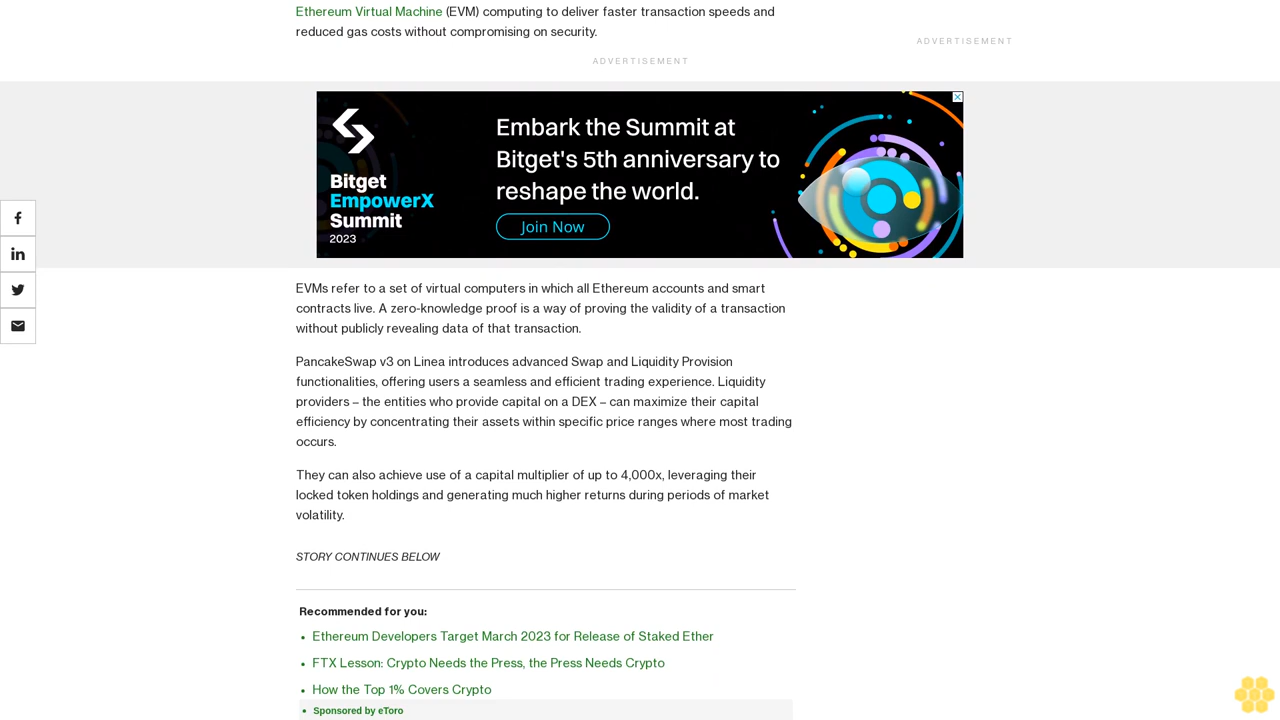 Ethereum Virtual Machine (EVM) computing to deliver faster transaction speeds and
reduced gas costs without compromising on security.
ADVERTISEMENT
ADVERTISEMENT
Bitget
EmpowerX
Summit
2023
Embark the Summit at
Bitget's 5th anniversary to
reshape the world.
Join Now
EVMs refer to a set of virtual computers in which all Ethereum accounts and smart
contracts live. A zero-knowledge proof is a way of proving the validity of a transaction
without publicly revealing data of that transaction.
PancakeSwap v3 on Linea introduces advanced Swap and Liquidity Provision
functionalities, offering users a seamless and efficient trading experience. Liquidity
providers – the entities who provide capital on a DEX – can maximize their capital
efficiency by concentrating their assets within specific price ranges where most trading
occurs.
They can also achieve use of a capital multiplier of up to 4,000x, leveraging their
locked token holdings and generating much higher returns during periods of market
volatility.
STORY CONTINUES BELOW
Recommended for you:
• Ethereum Developers Target March 2023 for Release of Staked Ether
• FTX Lesson: Crypto Needs the Press, the Press Needs Crypto
• How the Top 1% Covers Crypto
• Sponsored by eToro